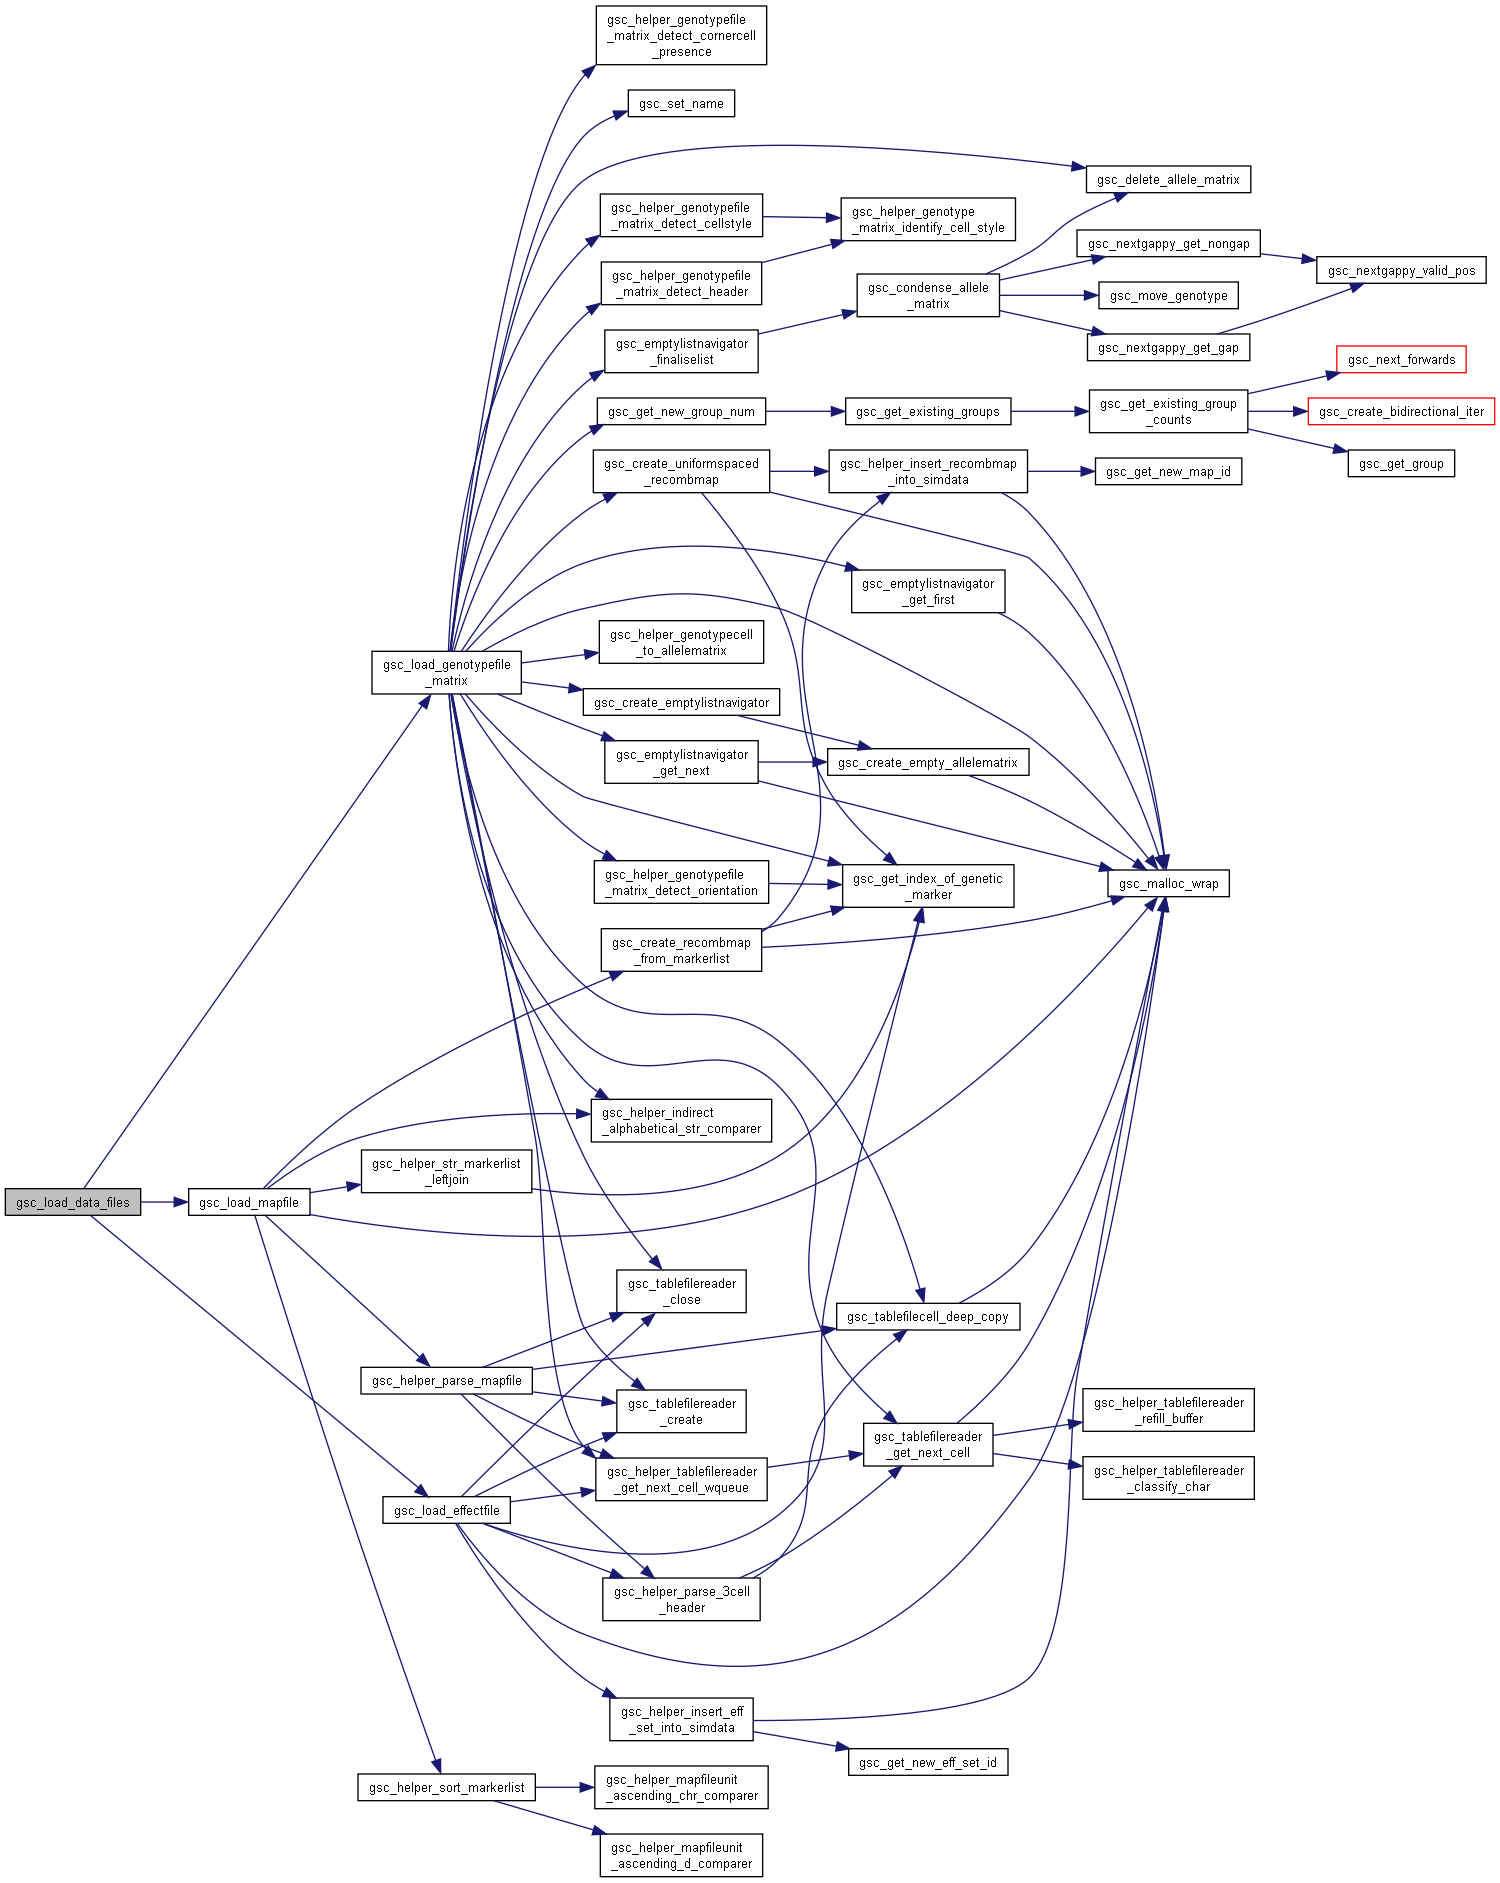 gsc_helper_genotypefile
_matrix_detect_cornercell
_presence
gsc_set_name
gsc_delete_allele_matrix
gsc_helper_genotypefile
_matrix_detect_cellstyle
gsc_helper_genotype
_matrix_identify_cell_style
gsc_nextgappy_get_nongap
gsc_nextgappy_valid_pos
gsc_helper_genotypefile
_matrix_detect_header
gsc_condense_allele
_matrix
gsc_move_genotype
gsc_emptylistnavigator
_finaliselist
gsc_nextgappy_get_gap
gsc_next_forwards
gsc_get_new_group_num
gsc_get_existing_groups
gsc_get_existing_group
_counts
gsc_create_bidirectional_iter
gsc_get_group
gsc_create_uniformspaced
_recombmap
gsc_helper_insert_recombmap
_into_simdata
gsc_get_new_map_id
gsc_emptylistnavigator
_get_first
gsc_helper_genotypecell
_to_allelematrix
gsc_load_genotypefile
_matrix
gsc_create_emptylistnavigator
gsc_emptylistnavigator
_get_next
gsc_create_empty_allelematrix
gsc_helper_genotypefile
_matrix_detect_orientation
gsc_get_index_of_genetic
_marker
gsc_malloc_wrap
gsc_create_recombmap
_from_markerlist
gsc_helper_indirect
_alphabetical_str_comparer
gsc_helper_str_markerlist
_leftjoin
gsc_load_data_files
gsc_load_mapfile
gsc_tablefilereader
_close
gsc_tablefilecell_deep_copy
gsc_helper_parse_mapfile
gsc_tablefilereader
_create
gsc_helper_tablefilereader
_refill_buffer
gsc_tablefilereader
_get_next_cell
gsc_helper_tablefilereader
_get_next_cell_wqueue
gsc_helper_tablefilereader
_classify_char
gsc_load_effectfile
gsc_helper_parse_3cell
_header
gsc_helper_insert_eff
_set_into_simdata
gsc_get_new_eff_set_id
gsc_helper_sort_markerlist
gsc_helper_mapfileunit
_ascending_chr_comparer
gsc_helper_mapfileunit
_ascending_d_comparer